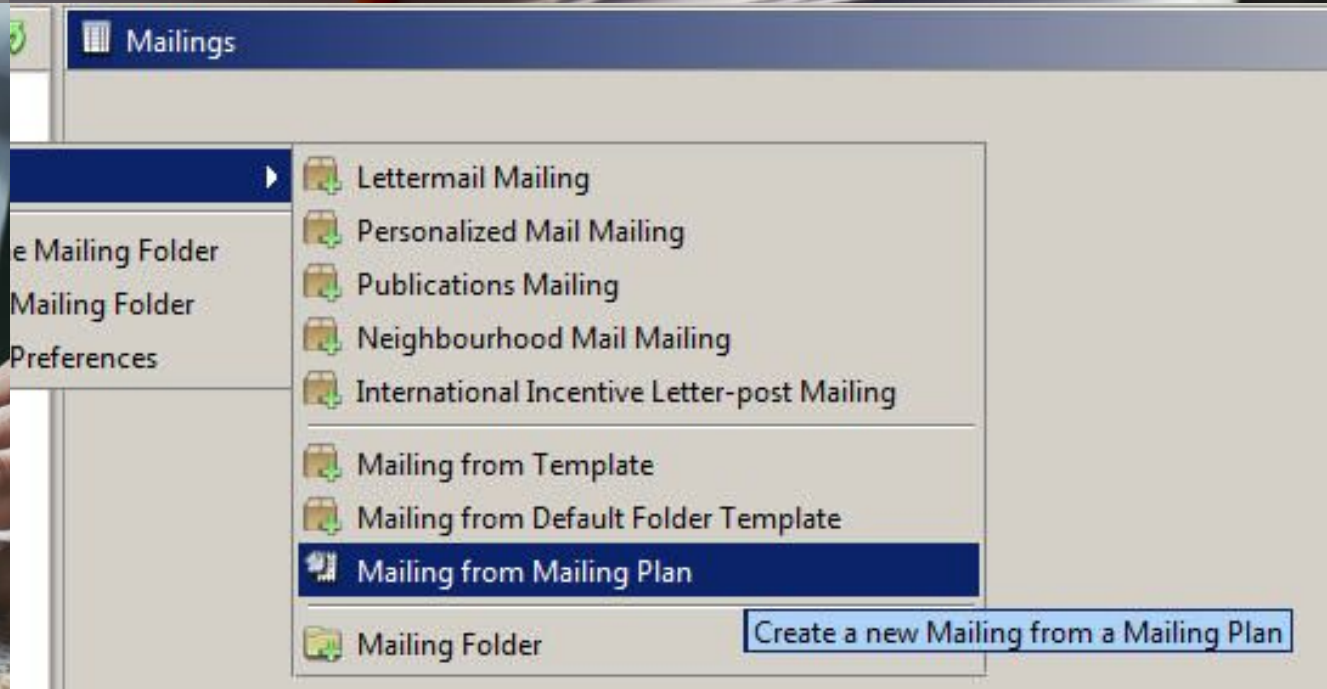 Mailings
Lettermail Mailing
Personalized Mail Mailing
Publications Mailing
Neighbourhood Mail Mailing
International Incentive Letter-post Mailing
Mailing from Template
Mailing from Default Folder Template
Mailing from Mailing Plan
Mailing Folder
Create a new Mailing from a Mailing Plan
e Mailing Folder
Mailing Folder
Preferences